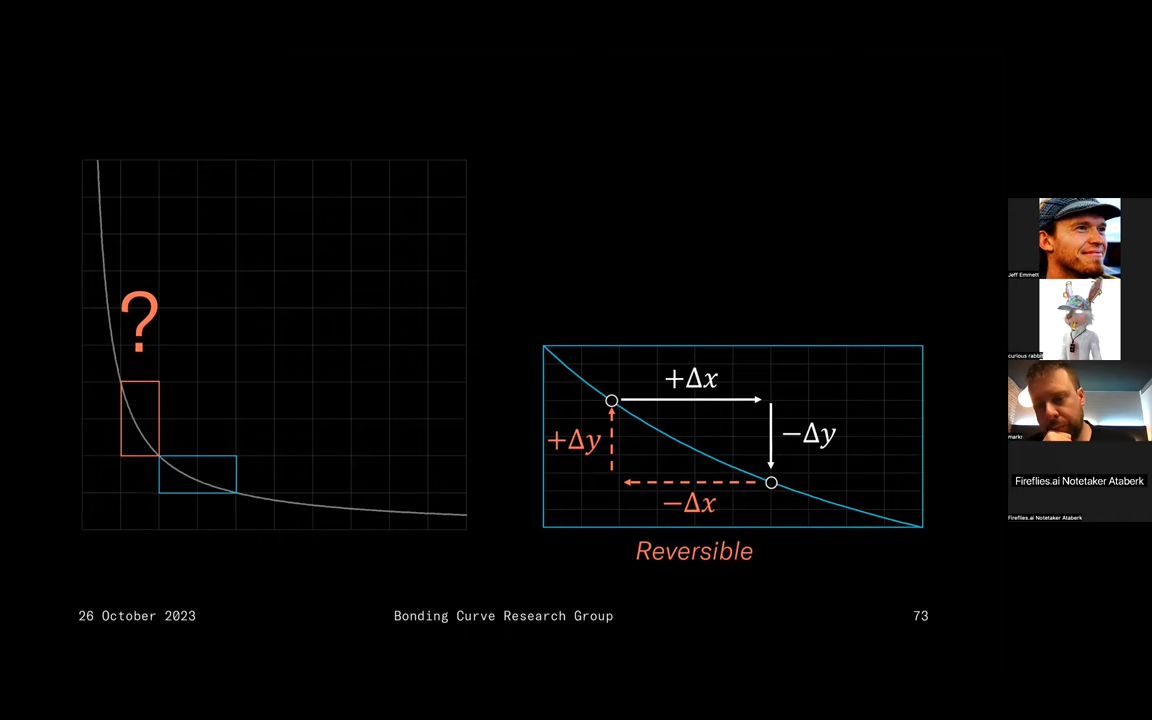 ?
+Δx
+Δy
−Δy
−Δx
Reversible
26 October 2023
Bonding Curve Research Group
73
Jeff Emmett
curious rabbit
markr
Fireflies.ai Notetaker Ataberk
Fireflies.ai Notetaker Ataberk